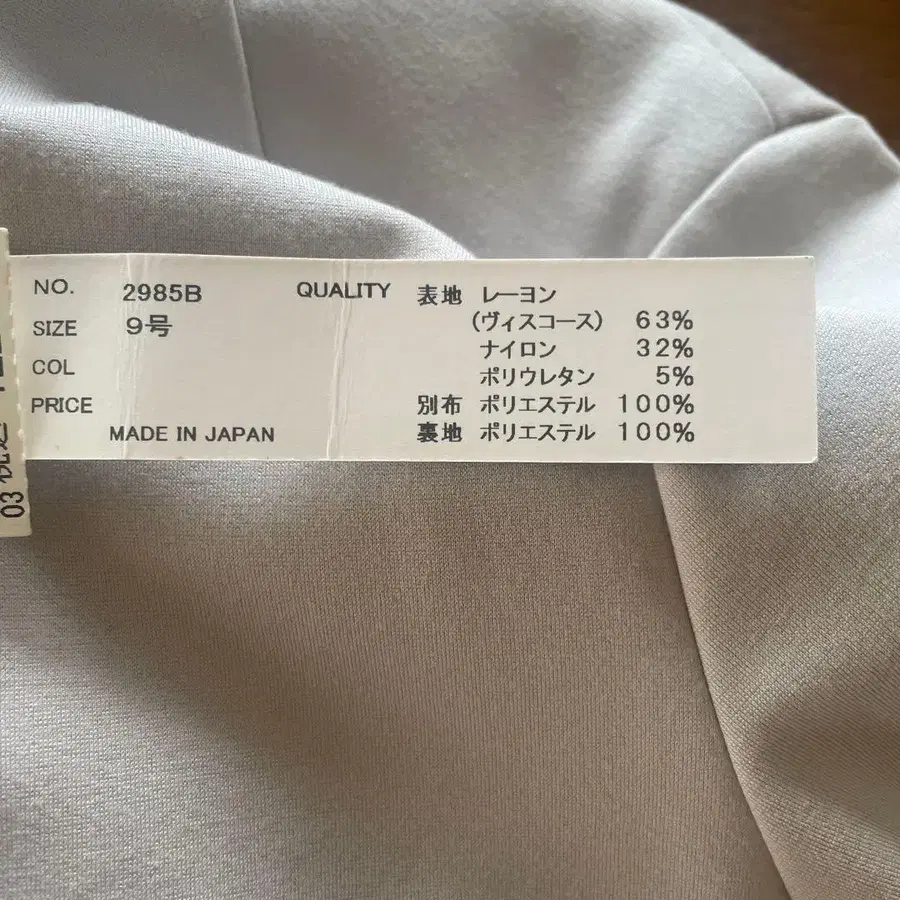 NO. 2985B QUALITY 表地 レーヨン
(ヴィスコース) 63%
SIZE 9号
ナイロン 32%
COL
ポリウレタン 5%
PRICE 別布 ポリエステル 100%
MADE IN JAPAN 裏地 ポリエステル 100%
03